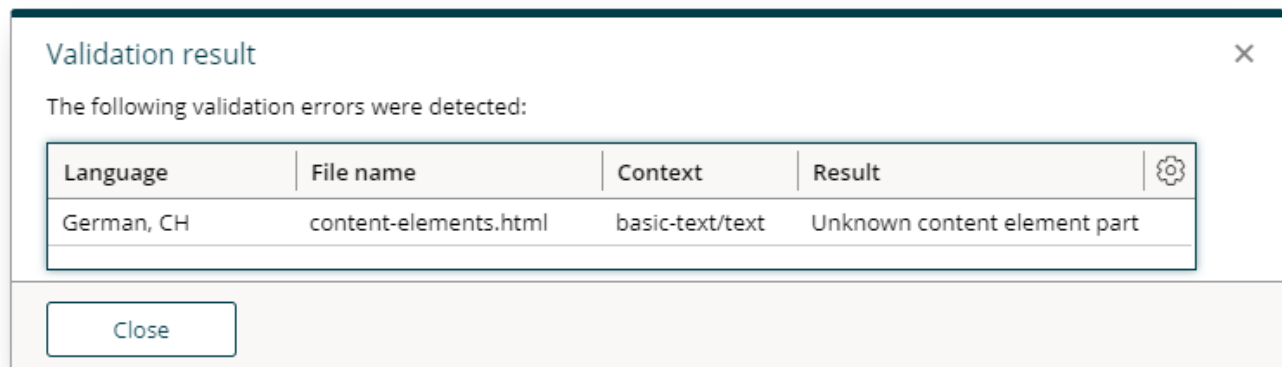 Validation result
The following validation errors were detected:
Language File name Context Result
German, CH content-elements.html basic-text/text Unknown content element part
Close